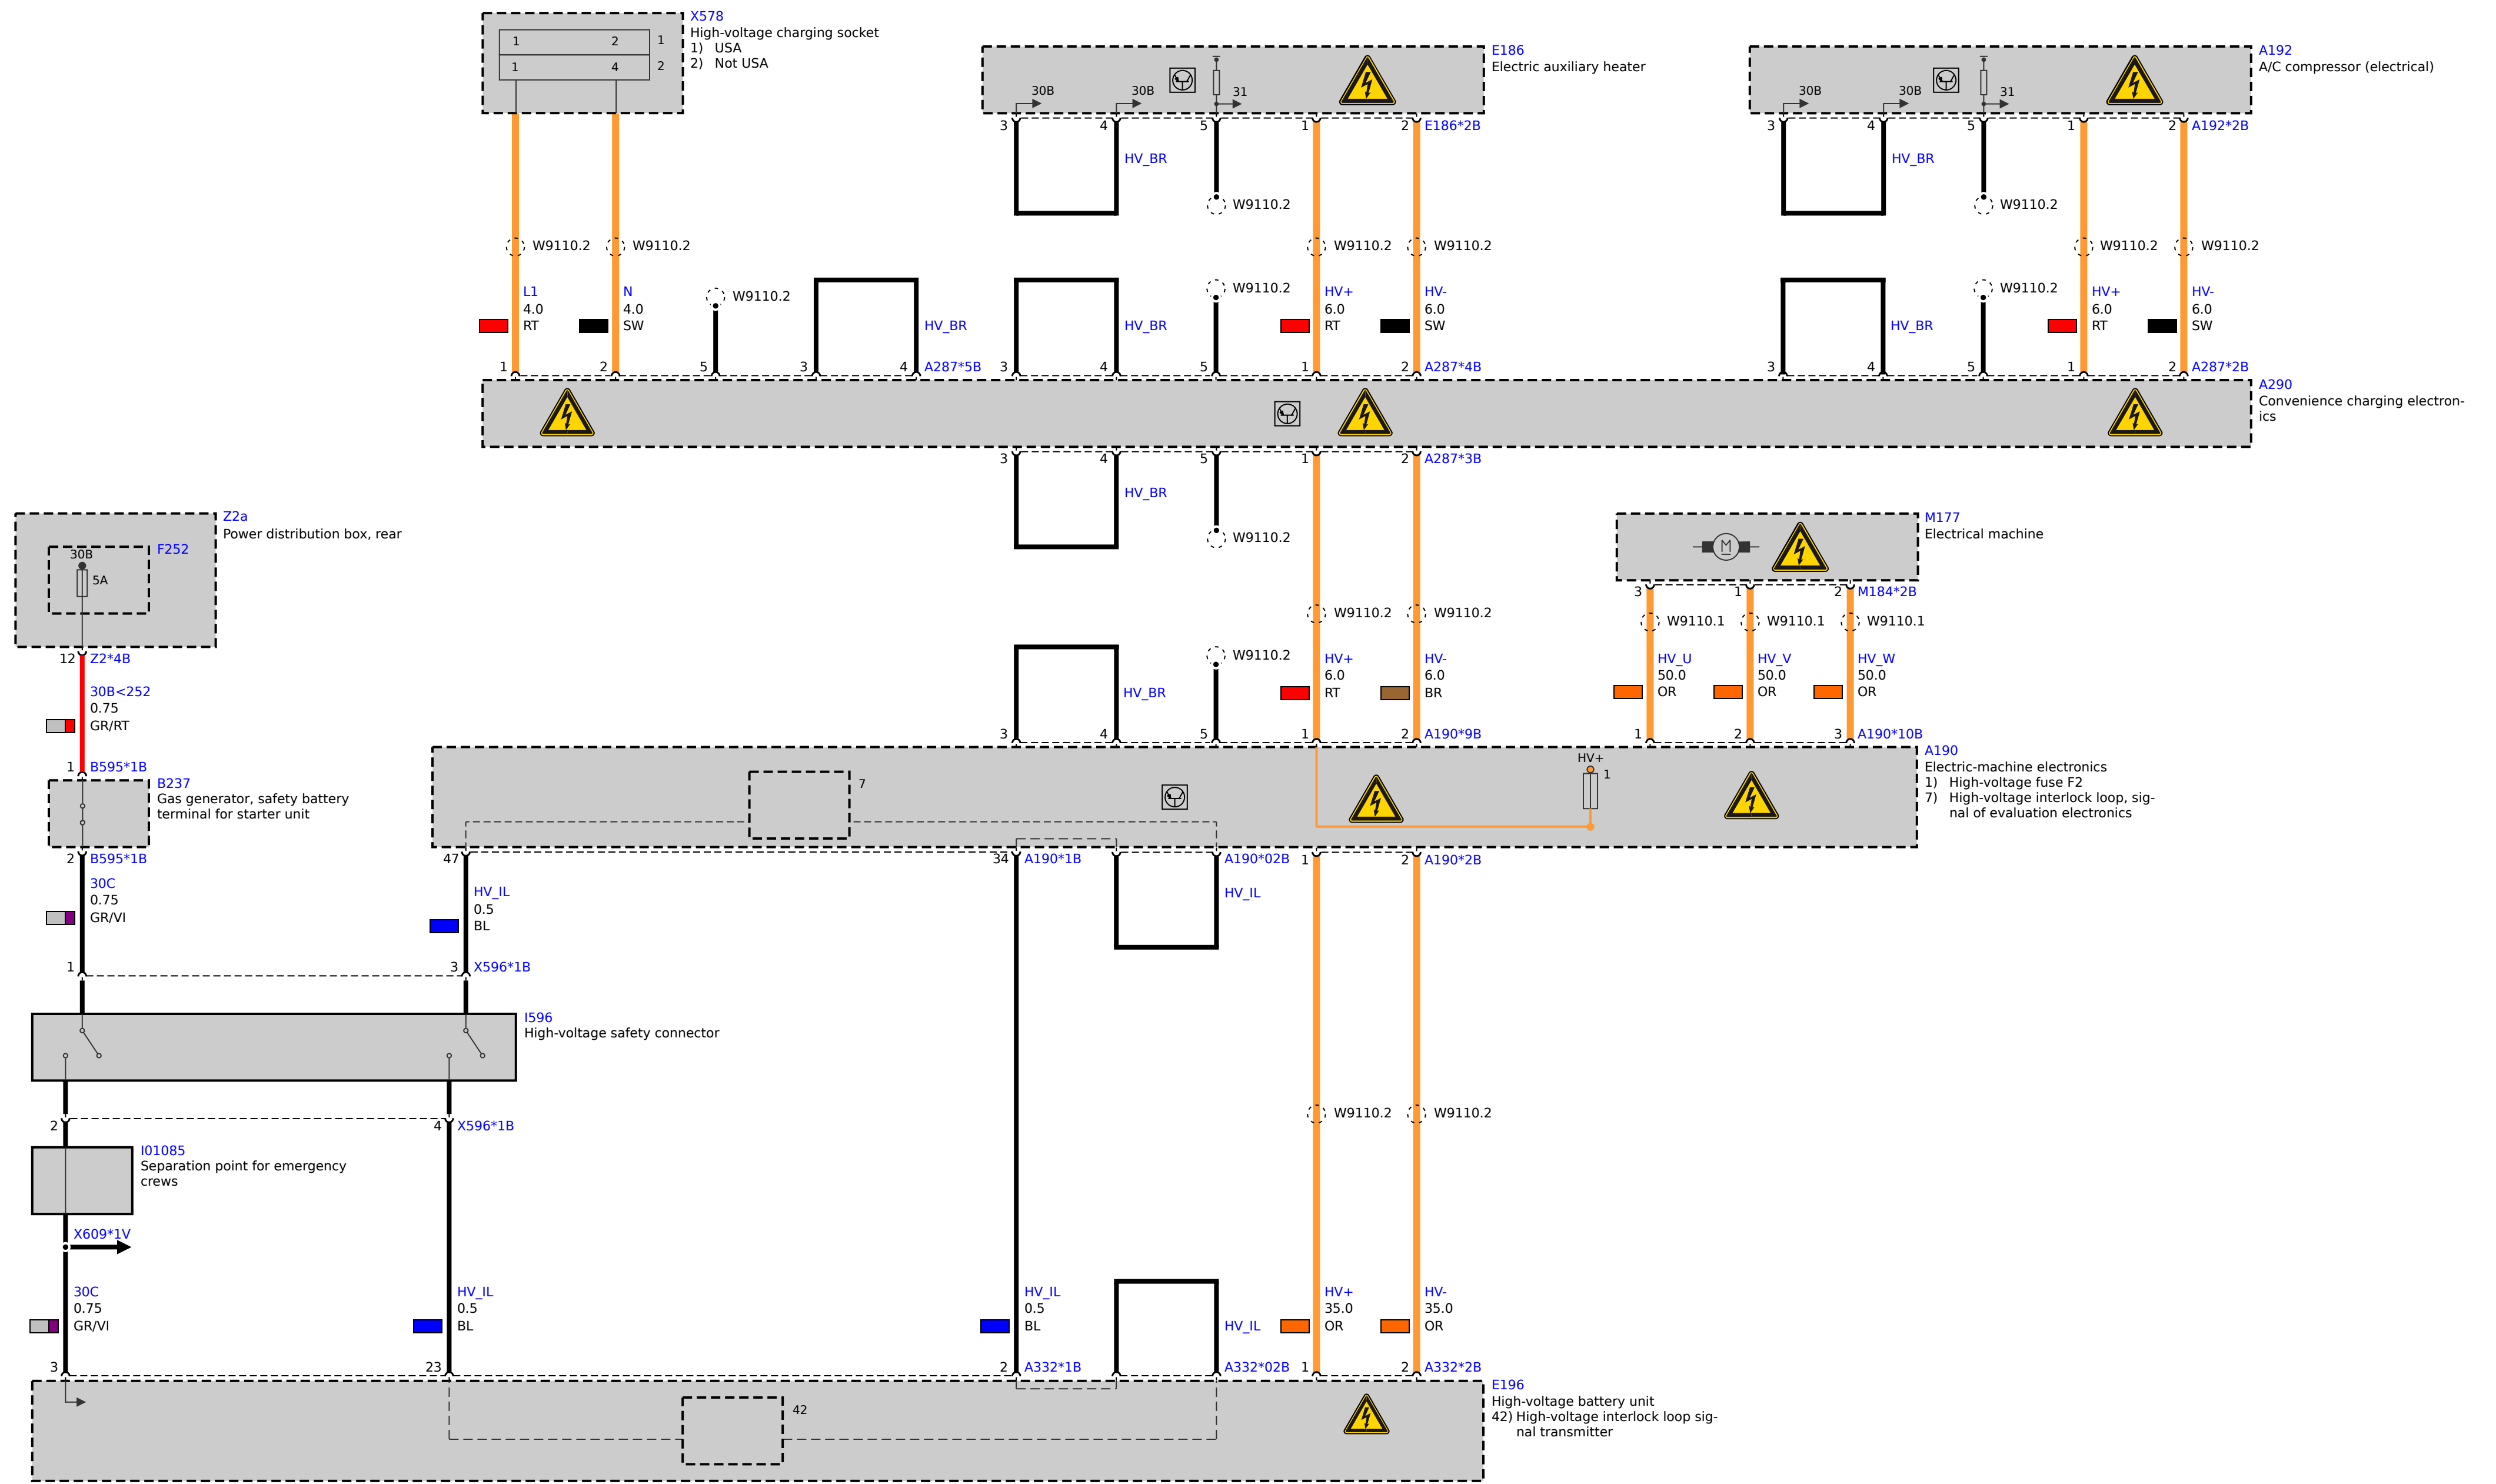 X578
High-voltage charging socket
1) USA
2) Not USA
1 2 1
1 4 2
E186
Electric auxiliary heater
30B 30B 31
3 4 5 1 2 E186*2B
HV_BR
W9110.2
A192
A/C compressor (electrical)
30B 30B 31
3 4 5 1 2 A192*2B
HV_BR
W9110.2
W9110.2 W9110.2 W9110.2 W9110.2 W9110.2 W9110.2
L1
4.0
RT
N
4.0
SW
W9110.2
HV_BR
HV_BR
W9110.2
HV+
6.0
RT
HV-
6.0
SW
HV_BR
W9110.2
HV+
6.0
RT
HV-
6.0
SW
1 2 5 3 4 A287*5B
3 4 5 1 2 A287*4B
3 4 5 1 2 A287*2B
A290
Convenience charging electron-
ics
3 4 5 1 2 A287*3B
HV_BR
W9110.2
Z2a
Power distribution box, rear
F252
30B
5A
12 Z2*4B
30B<252
0.75
GR/RT
1 B595*1B
B237
Gas generator, safety battery
terminal for starter unit
2 B595*1B
30C
0.75
GR/VI
M177
Electrical machine
M
3 1 2 M184*2B
W9110.1 W9110.1 W9110.1
HV_U
50.0
OR
HV_V
50.0
OR
HV_W
50.0
OR
1 2 3 A190*10B
W9110.2 W9110.2
HV_BR
W9110.2
HV+
6.0
RT
HV-
6.0
BR
3 4 5 1 2 A190*9B
A190
Electric-machine electronics
1) High-voltage fuse F2
7) High-voltage interlock loop, sig-
nal of evaluation electronics
7
HV+
1
47 34 A190*1B A190*02B 1 2 A190*2B
HV_IL
0.5
BL
HV_IL
1 3 X596*1B
I596
High-voltage safety connector
2 4 X596*1B
W9110.2 W9110.2
I01085
Separation point for emergency
crews
X609*1V
30C
0.75
GR/VI
HV_IL
0.5
BL
HV_IL
0.5
BL
HV_IL
HV+
35.0
OR
HV-
35.0
OR
3 23 2 A332*1B A332*02B 1 2 A332*2B
E196
High-voltage battery unit
42) High-voltage interlock loop sig-
nal transmitter
42